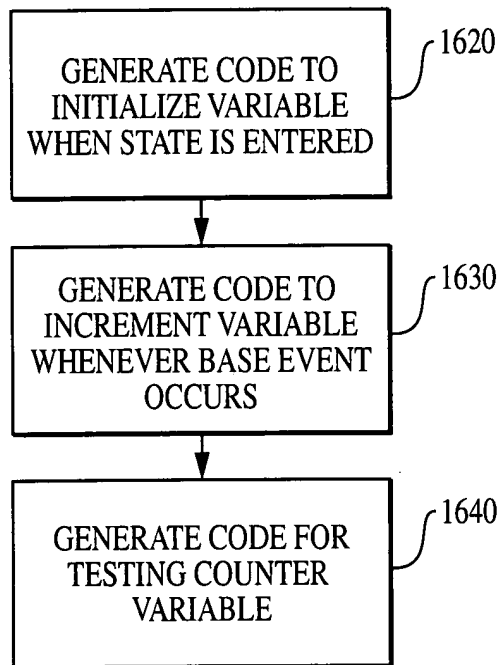 GENERATE CODE TO
INITIALIZE VARIABLE
WHEN STATE IS ENTERED
1620
GENERATE CODE TO
INCREMENT VARIABLE
WHENEVER BASE EVENT
OCCURS
1630
GENERATE CODE FOR
TESTING COUNTER
VARIABLE
1640